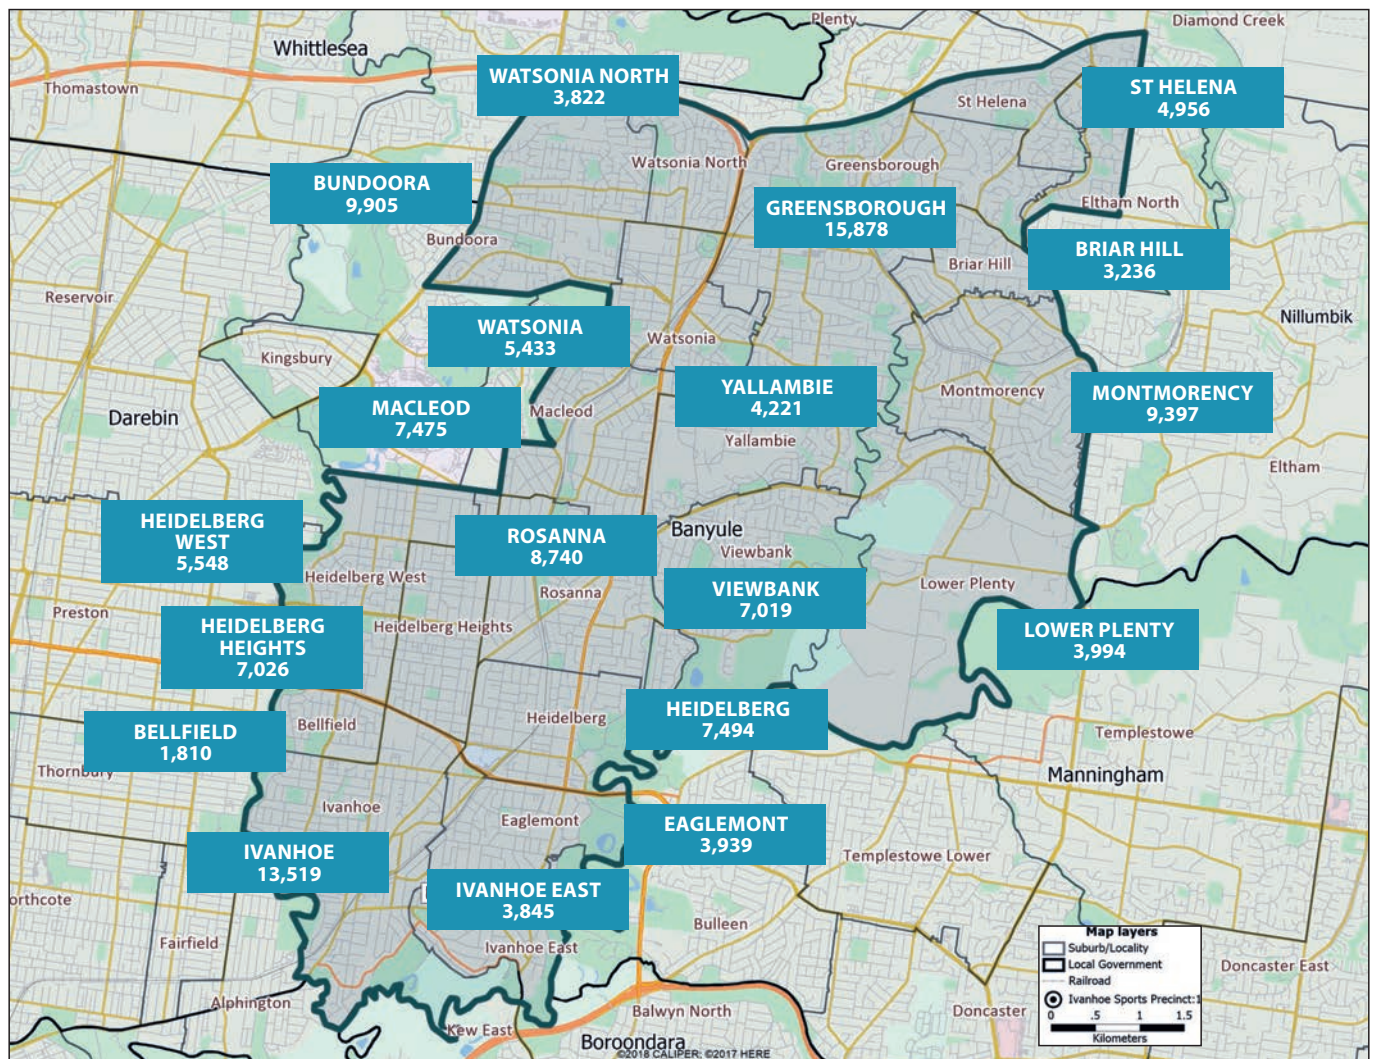 Plenty
Diamond Creek
Whittlesea
Thomastown
WATSONIA NORTH
3,822
ST HELENA
4,956
St Helena
Watsonia North
Greensborough
BUNDOORA
9,905
GREENSBOROUGH
15,878
Eltham North
Bundoora
BRIAR HILL
3,236
Briar Hill
Reservoir
Nillumbik
WATSONIA
5,433
Watsonia
Kingsbury
YALLAMBIE
4,221
Montmorency
MONTMORENCY
9,397
MACLEOD
7,475
Macleod
Darebin
Yallambie
Eltham
HEIDELBERG
WEST
5,548
ROSANNA
8,740
Banyule
Viewbank
Heidelberg West
Rosanna
VIEWBANK
7,019
Lower Plenty
Preston
HEIDELBERG
HEIGHTS
7,026
Heidelberg Heights
LOWER PLENTY
3,994
HEIDELBERG
7,494
Heidelberg
BELLFIELD
1,810
Bellfield
Templestowe
Thornbury
Manningham
Ivanhoe
Eaglemont
EAGLEMONT
3,939
IVANHOE
13,519
Templestowe Lower
IVANHOE EAST
3,845
orthcote
Bulleen
Fairfield
Ivanhoe East
Map layers
Suburb/Locality
Local Government
Railroad
Ivanhoe Sports Precinct:1
0 .5 1 1.5
Kilometers
Doncaster East
Alphington
Balwyn North
Doncaster
Kew East
Boroondara
©2018 CALIPER; ©2017 HERE